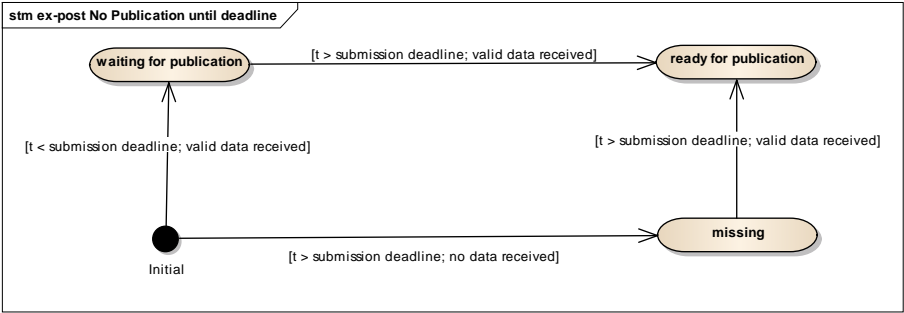 stm ex-post No Publication until deadline
waiting for publication
[t > submission deadline; valid data received]
ready for publication
[t < submission deadline; valid data received]
[t > submission deadline; valid data received]
missing
Initial
[t > submission deadline; no data received]